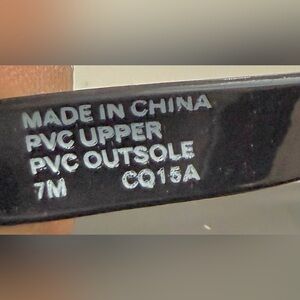 MADE IN CHINA
PVC UPPER
PVC OUTSOLE
7M CQ15A